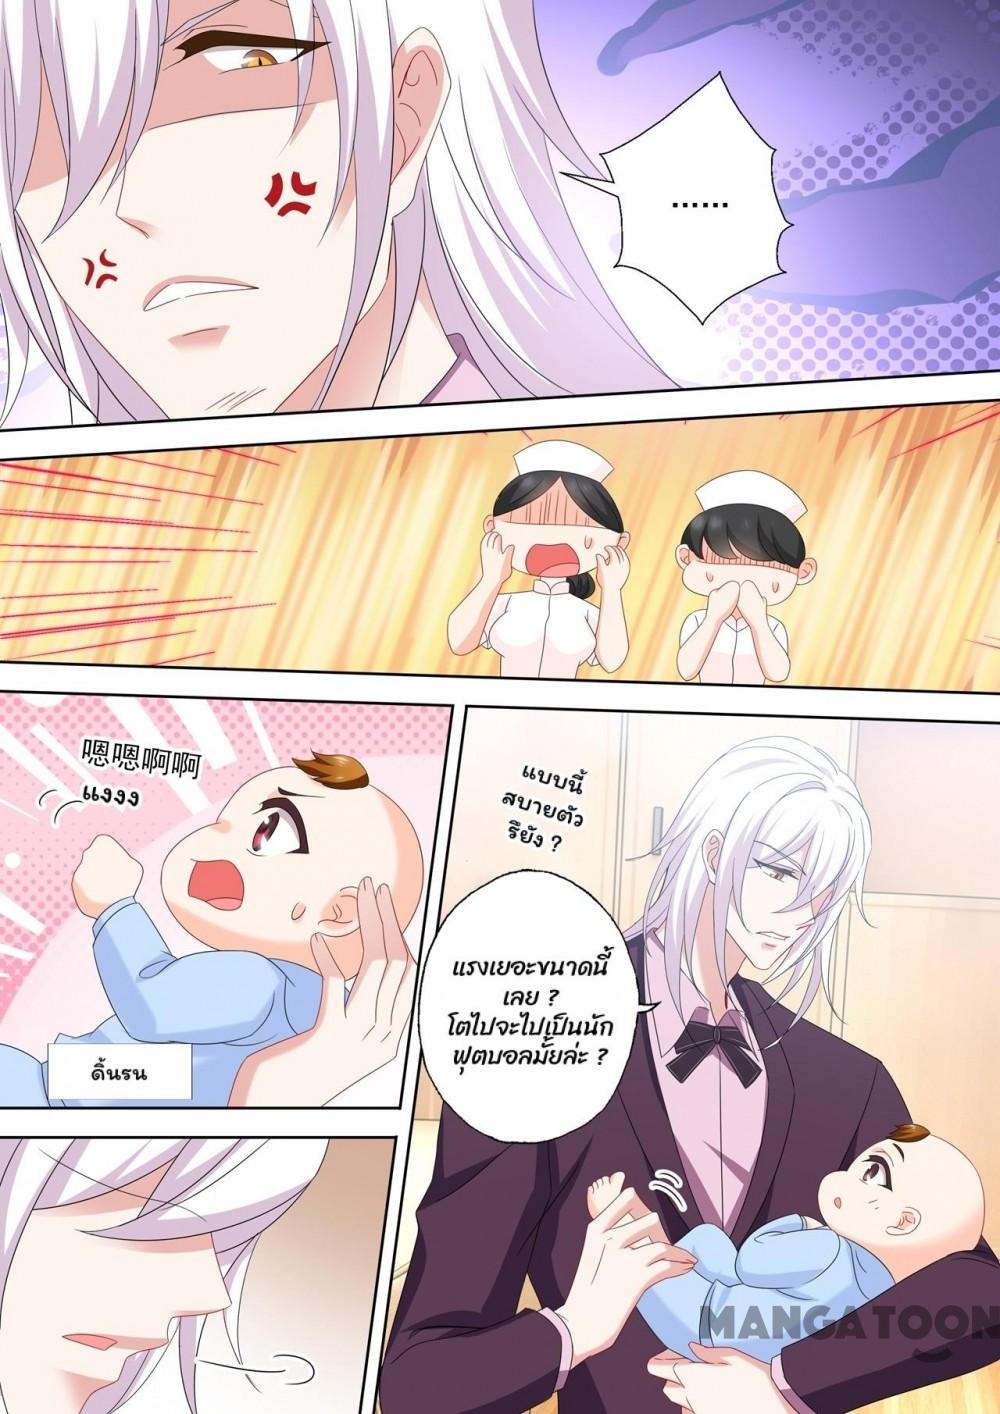 ......
嗯嗯啊啊
แงงง
ดิ้นรน
แบบนี้
สบายตัว
รึยัง ?
แรงเยอะขนาดนี้
เลย ?
โตไปจะไปเป็นนัก
ฟุตบอลมั้ยล่ะ ?
MANGATOON